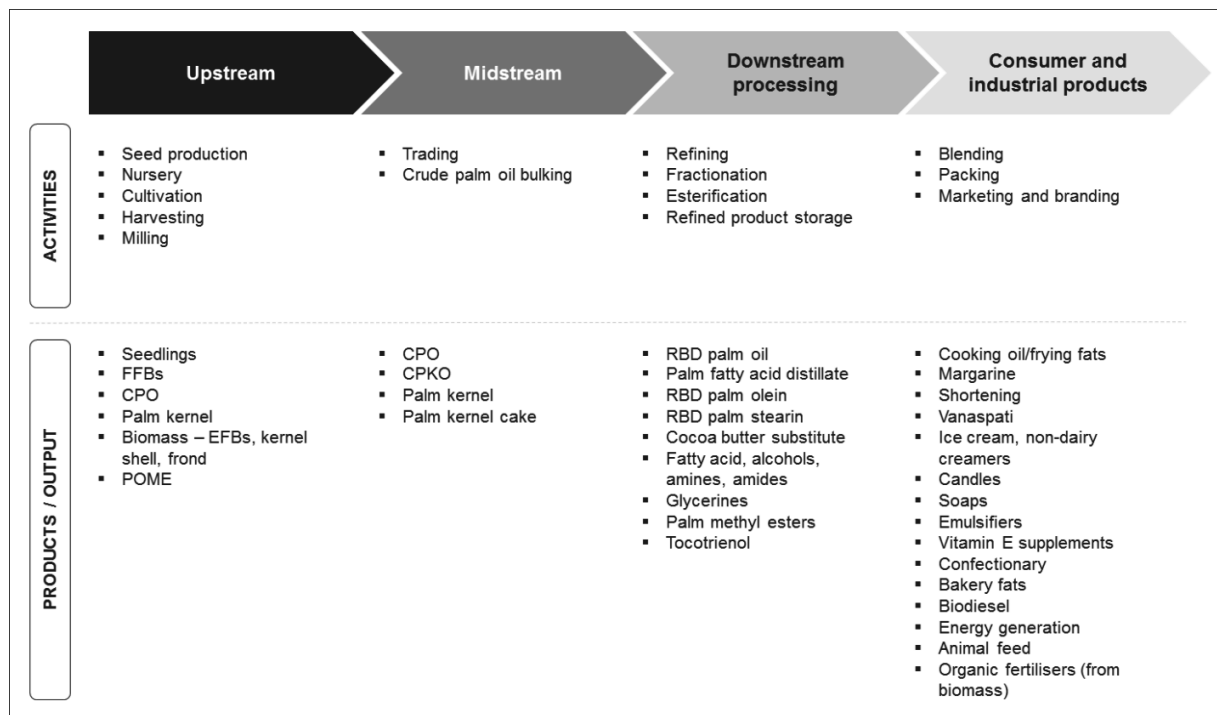 Upstream
Midstream
Downstream
processing
Consumer and
industrial products
ACTIVITIES
▪ Seed production
▪ Nursery
▪ Cultivation
▪ Harvesting
▪ Milling
▪ Trading
▪ Crude palm oil bulking
▪ Refining
▪ Fractionation
▪ Esterification
▪ Refined product storage
▪ Blending
▪ Packing
▪ Marketing and branding
PRODUCTS / OUTPUT
▪ Seedlings
▪ FFBs
▪ CPO
▪ Palm kernel
▪ Biomass – EFBs, kernel
shell, frond
▪ POME
▪ CPO
▪ CPKO
▪ Palm kernel
▪ Palm kernel cake
▪ RBD palm oil
▪ Palm fatty acid distillate
▪ RBD palm olein
▪ RBD palm stearin
▪ Cocoa butter substitute
▪ Fatty acid, alcohols,
amines, amides
▪ Glycerines
▪ Palm methyl esters
▪ Tocotrienol
▪ Cooking oil/frying fats
▪ Margarine
▪ Shortening
▪ Vanaspati
▪ Ice cream, non-dairy
creamers
▪ Candles
▪ Soaps
▪ Emulsifiers
▪ Vitamin E supplements
▪ Confectionary
▪ Bakery fats
▪ Biodiesel
▪ Energy generation
▪ Animal feed
▪ Organic fertilisers (from
biomass)